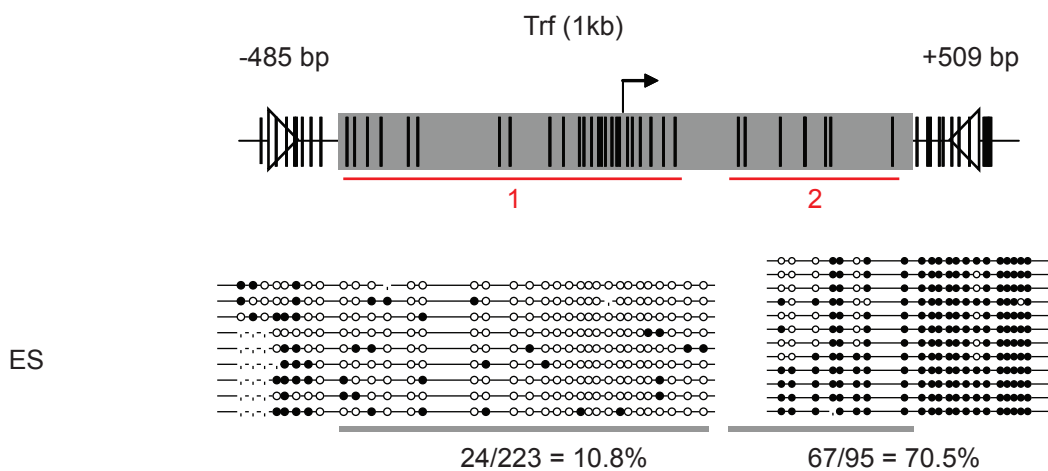 Trf (1kb)
-485 bp
+509 bp
1
2
ES
24/223 = 10.8%
67/95 = 70.5%